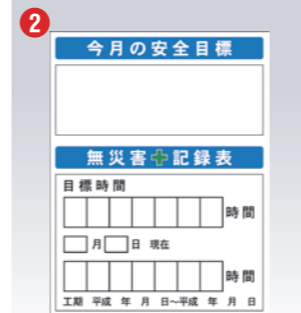 2
今月の安全目標
無災害✚記録表
目標時間
時間
月 日 現在
時間
工期 平成 年 月 日〜平成 年 月 日